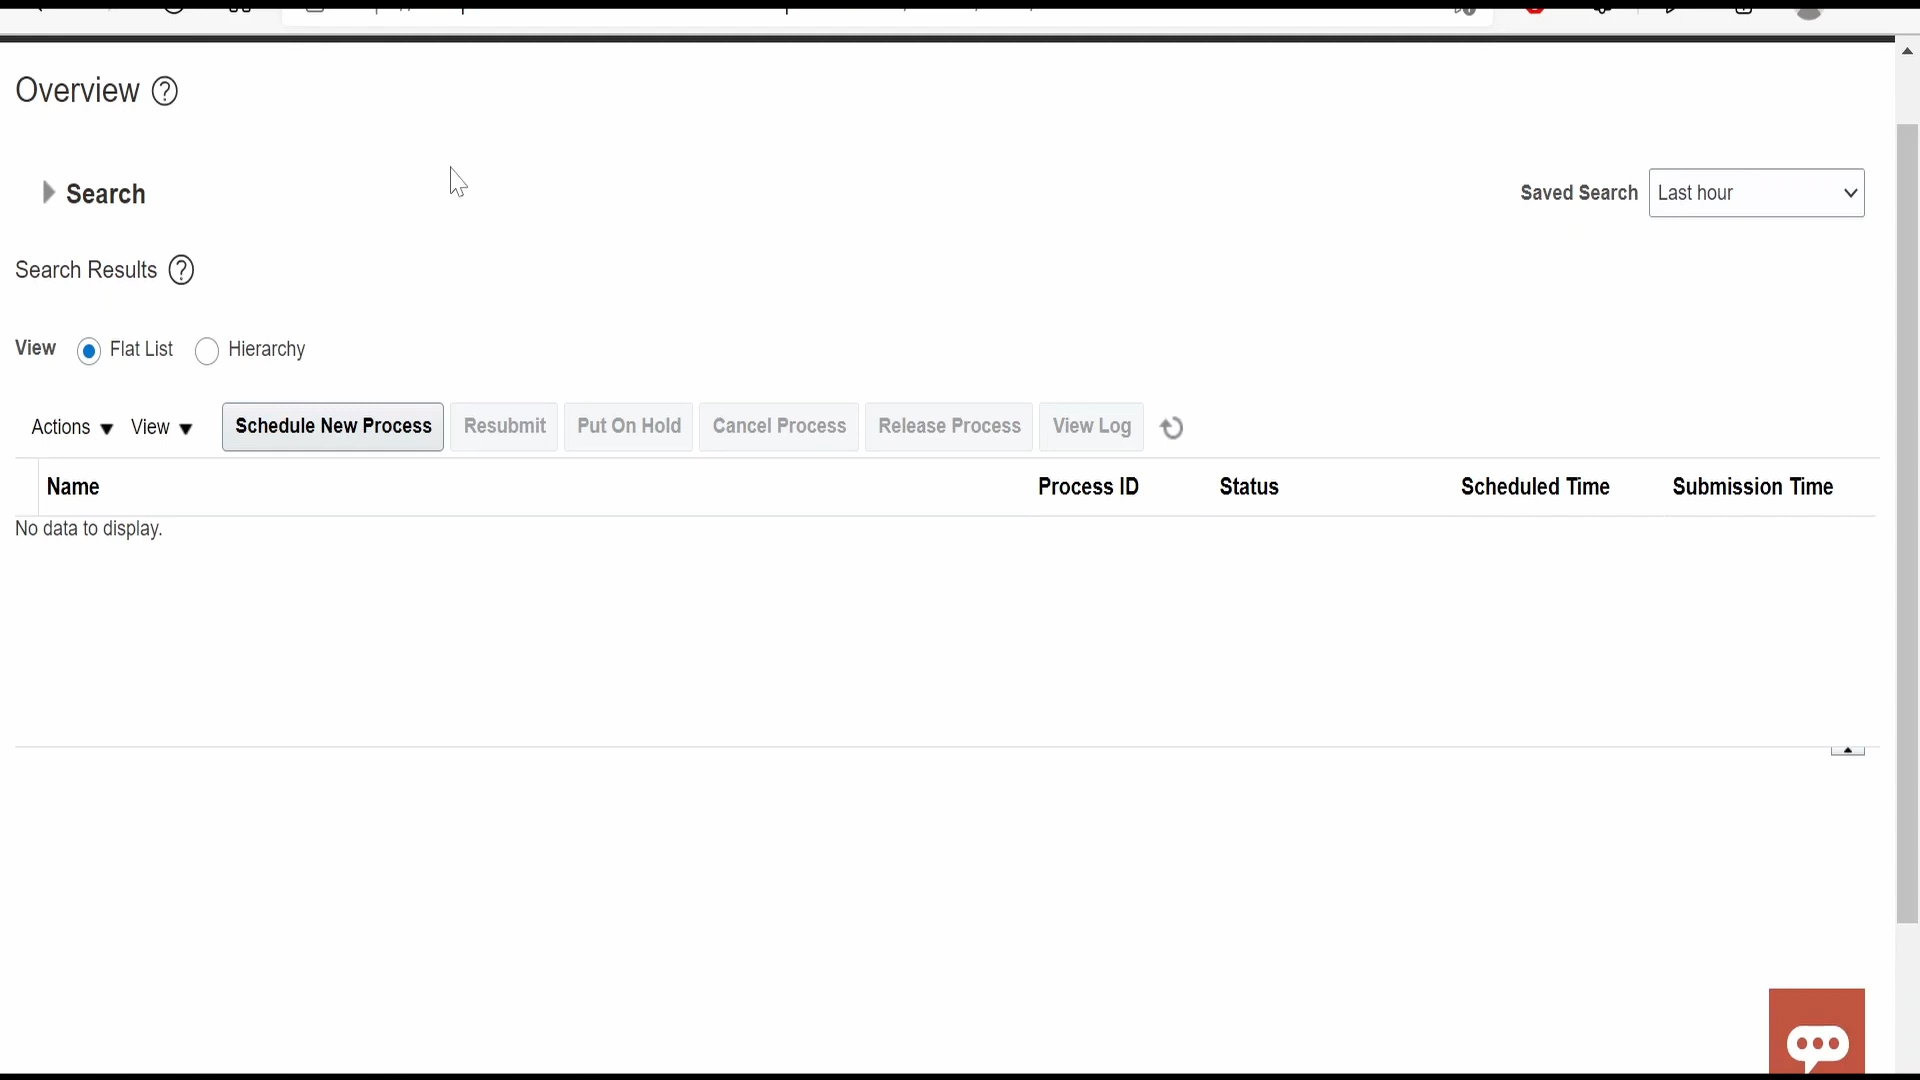 Overview
Search
Saved Search Last hour
Search Results
View Flat List Hierarchy
Actions View Schedule New Process Resubmit Put On Hold Cancel Process Release Process View Log
Name Process ID Status Scheduled Time Submission Time
No data to display.